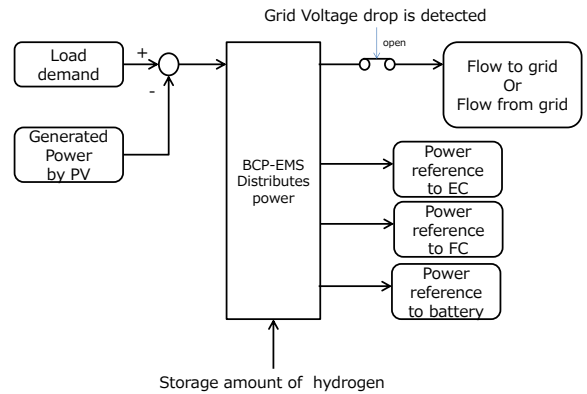 Grid Voltage drop is detected
open
Load
demand
+
-
Generated
Power
by PV
BCP-EMS
Distributes
power
Flow to grid
Or
Flow from grid
Power
reference
to EC
Power
reference
to FC
Power
reference
to battery
Storage amount of hydrogen